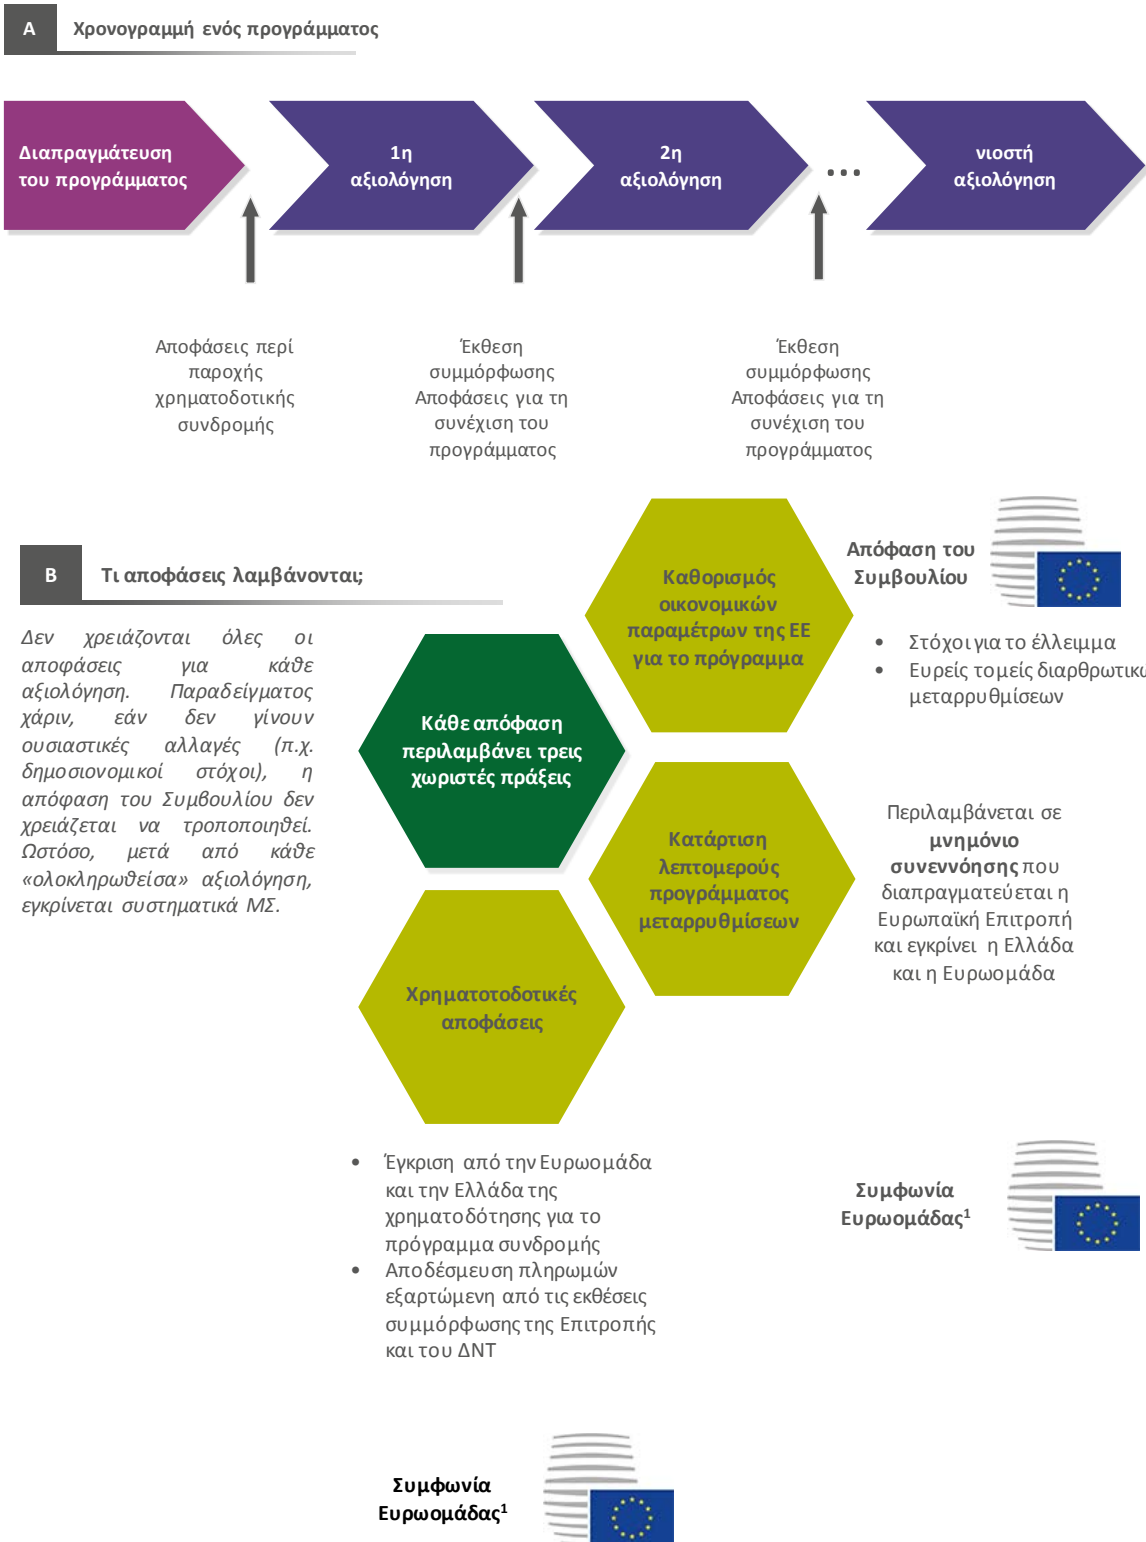 A
Χρονογραμμή ενός προγράμματος
Διαπραγμάτευση
του προγράμματος
1η
αξιολόγηση
2η
αξιολόγηση
...
νιοστή
αξιολόγηση
Αποφάσεις περί
παροχής
χρηματοδοτικής
συνδρομής
Έκθεση
συμμόρφωσης
Αποφάσεις για τη
συνέχιση του
προγράμματος
Έκθεση
συμμόρφωσης
Αποφάσεις για τη
συνέχιση του
προγράμματος
B
Τι αποφάσεις λαμβάνονται;
Δεν χρειάζονται όλες οι
αποφάσεις για κάθε
αξιολόγηση. Παραδείγματος
χάριν, εάν δεν γίνουν
ουσιαστικές αλλαγές (π.χ.
δημοσιονομικοί στόχοι), η
απόφαση του Συμβουλίου δεν
χρειάζεται να τροποποιηθεί.
Ωστόσο, μετά από κάθε
«ολοκληρωθείσα» αξιολόγηση,
εγκρίνεται συστηματικά ΜΣ.
Κάθε απόφαση
περιλαμβάνει τρεις
χωριστές πράξεις
Καθορισμός
οικονομικών
παραμέτρων της ΕΕ
για το πρόγραμμα
Απόφαση του
Συμβουλίου
• Στόχοι για το έλλειμμα
• Ευρείς τομείς διαρθρωτικώ
μεταρρυθμίσεων
Κατάρτιση
λεπτομερούς
προγράμματος
μεταρρυθμίσεων
Περιλαμβάνεται σε
μνημόνιο
συνεννόησης που
διαπραγματεύεται η
Ευρωπαϊκή Επιτροπή
και εγκρίνει η Ελλάδα
και η Ευρωομάδα
Χρηματοτοδοτικές
αποφάσεις
• Έγκριση από την Ευρωομάδα
και την Ελλάδα της
χρηματοδότησης για το
πρόγραμμα συνδρομής
• Αποδέσμευση πληρωμών
εξαρτώμενη από τις εκθέσεις
συμμόρφωσης της Επιτροπής
και του ΔΝΤ
Συμφωνία
Ευρωομάδας¹
Συμφωνία
Ευρωομάδας¹